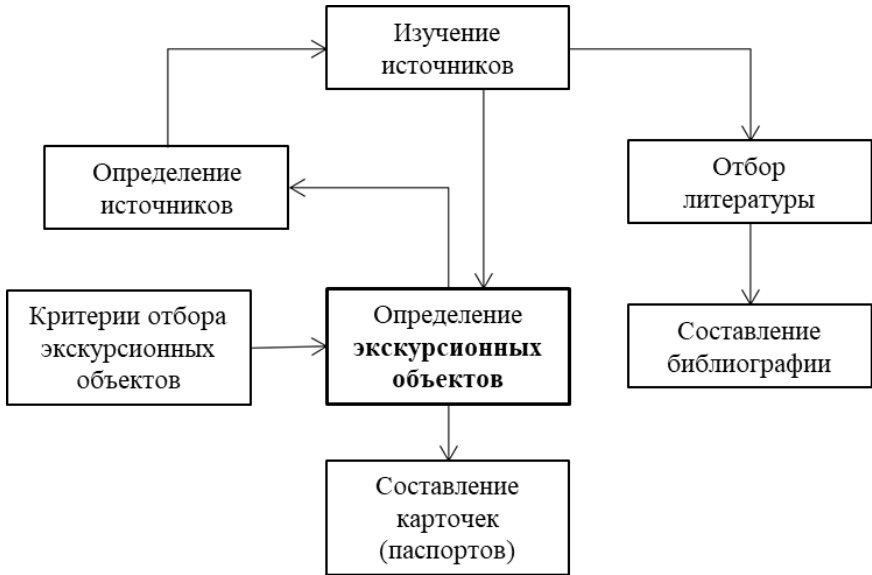 Изучение
источников
Определение
источников
Отбор
литературы
Критерии отбора
экскурсионных
объектов
Определение
экскурсионных
объектов
Составление
библиографии
Составление
карточек
(паспортов)